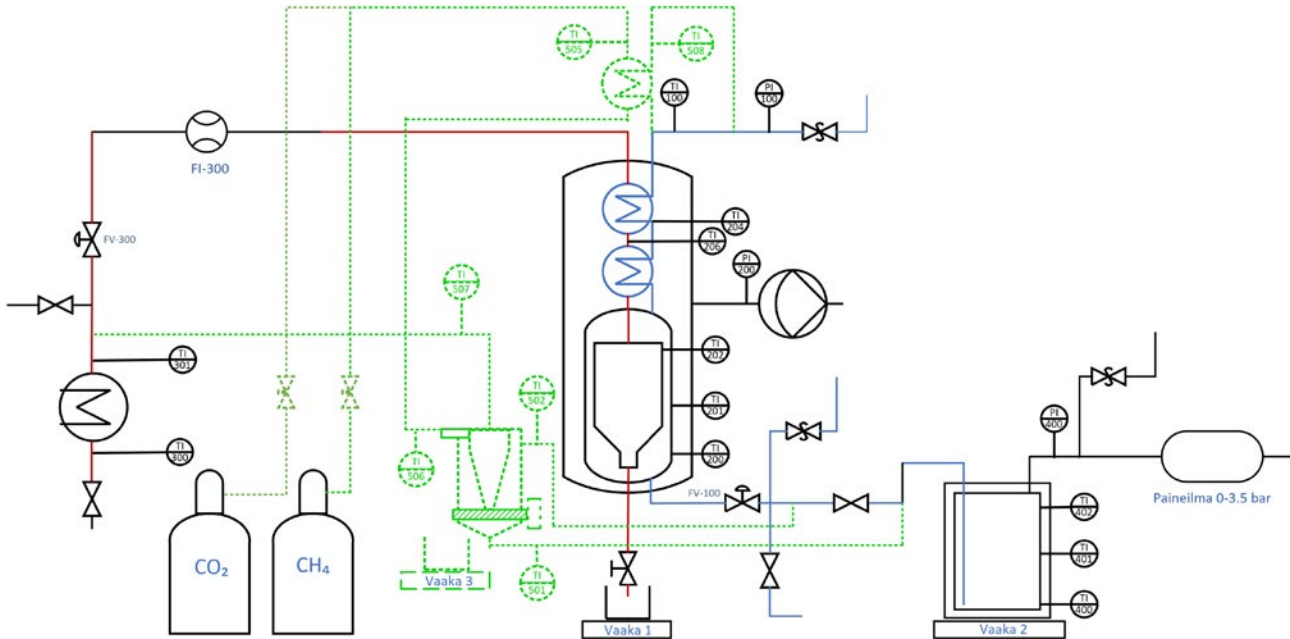 TI
505
TI
508
TI
100
PI
100
FI-300
TI
204
TI
206
FV-300
PI
200
TI
507
TI
301
TI
202
TI
502
TI
201
PI
400
TI
300
TI
506
TI
200
FV-100
Paineilma 0-3.5 bar
TI
402
TI
401
CO₂
CH₄
Vaaka 3
TI
501
TI
400
Vaaka 1
Vaaka 2